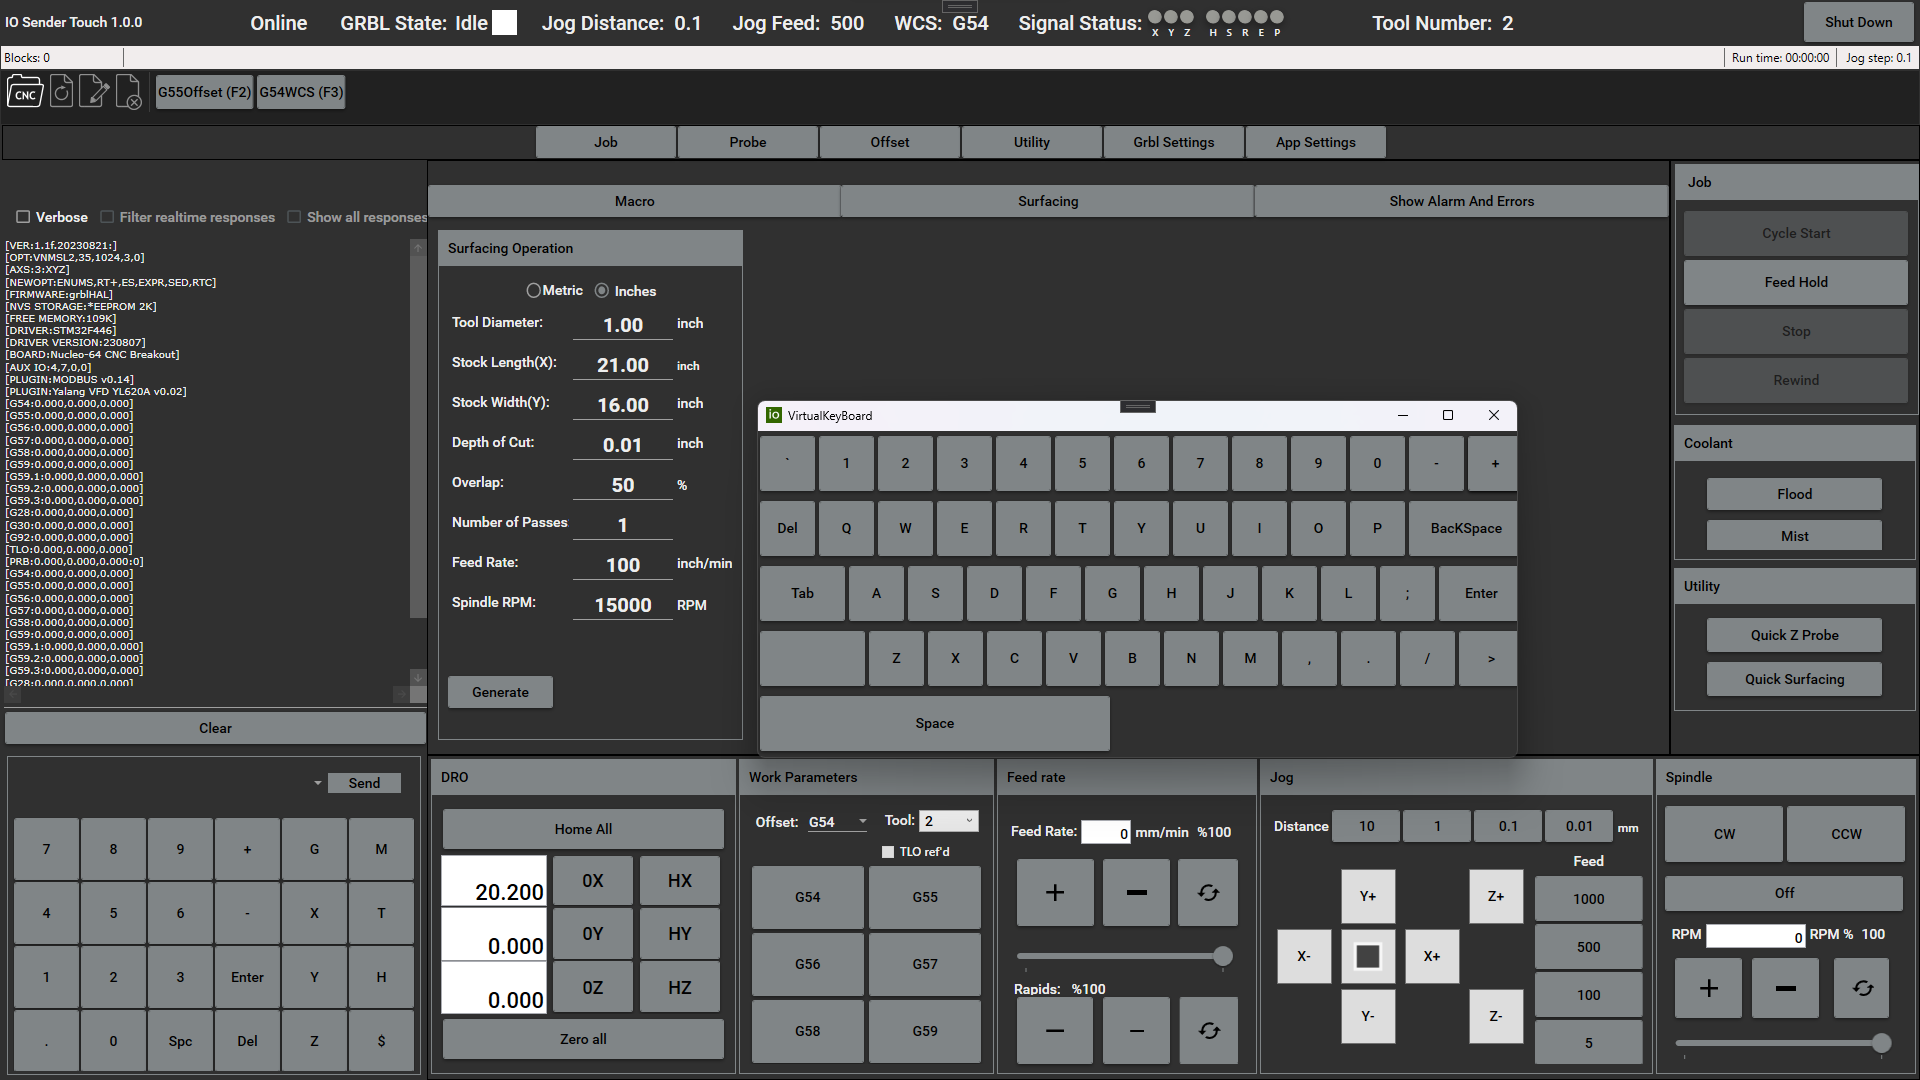 IO Sender Touch 1.0.0
Online
GRBL State: Idle
Jog Distance: 0.1
Jog Feed: 500
WCS: G54
Signal Status:
X Y Z H S R E P
Tool Number: 2
Shut Down
Blocks: 0
Run time: 00:00:00
Jog step: 0.1
CNC
G55Offset (F2)
G54WCS (F3)
Job
Probe
Offset
Utility
Grbl Settings
App Settings
Verbose
Filter realtime responses
Show all responses
[VER:1.1f.20230821:]
[OPT:VNMSL2,35,1024,3,0]
[AXS:3:XYZ]
[NEWOPT:ENUMS,RT+,ES,EXPR,SED,RTC]
[FIRMWARE:grblHAL]
[NVS STORAGE:*EEPROM 2K]
[FREE MEMORY:109K]
[DRIVER:STM32F446]
[DRIVER VERSION:230807]
[BOARD:Nucleo-64 CNC Breakout]
[AUX IO:4,7,0,0]
[PLUGIN:MODBUS v0.14]
[PLUGIN:Yalang VFD YL620A v0.02]
[G54:0.000,0.000,0.000]
[G55:0.000,0.000,0.000]
[G56:0.000,0.000,0.000]
[G57:0.000,0.000,0.000]
[G58:0.000,0.000,0.000]
[G59:0.000,0.000,0.000]
[G59.1:0.000,0.000,0.000]
[G59.2:0.000,0.000,0.000]
[G59.3:0.000,0.000,0.000]
[G28:0.000,0.000,0.000]
[G30:0.000,0.000,0.000]
[G92:0.000,0.000,0.000]
[TLO:0.000,0.000,0.000]
[PRB:0.000,0.000,0.000:0]
[G54:0.000,0.000,0.000]
[G55:0.000,0.000,0.000]
[G56:0.000,0.000,0.000]
[G57:0.000,0.000,0.000]
[G58:0.000,0.000,0.000]
[G59:0.000,0.000,0.000]
[G59.1:0.000,0.000,0.000]
[G59.2:0.000,0.000,0.000]
[G59.3:0.000,0.000,0.000]
[G28:0.000,0.000,0.000]
Clear
Macro
Surfacing
Show Alarm And Errors
Surfacing Operation
Metric
Inches
Tool Diameter: 1.00 inch
Stock Length(X): 21.00 inch
Stock Width(Y): 16.00 inch
Depth of Cut: 0.01 inch
Overlap: 50 %
Number of Passes: 1
Feed Rate: 100 inch/min
Spindle RPM: 15000 RPM
Generate
io VirtualKeyBoard
` 1 2 3 4 5 6 7 8 9 0 - +
Del Q W E R T Y U I O P BacKSpace
Tab A S D F G H J K L ; Enter
Z X C V B N M , . / >
Space
Job
Cycle Start
Feed Hold
Stop
Rewind
Coolant
Flood
Mist
Utility
Quick Z Probe
Quick Surfacing
Send
7 8 9 + G M
4 5 6 - X T
1 2 3 Enter Y H
. 0 Spc Del Z $
DRO
Home All
20.200 0X HX
0.000 0Y HY
0.000 0Z HZ
Zero all
Work Parameters
Offset: G54
Tool: 2
TLO ref'd
G54 G55
G56 G57
G58 G59
Feed rate
Feed Rate: 0 mm/min %100
+ −
Rapids: %100
− −
Jog
Distance 10 1 0.1 0.01 mm
Feed
Y+ Z+
X- X+
Y- Z-
1000
500
100
5
Spindle
CW CCW
Off
RPM 0 RPM % 100
+ −